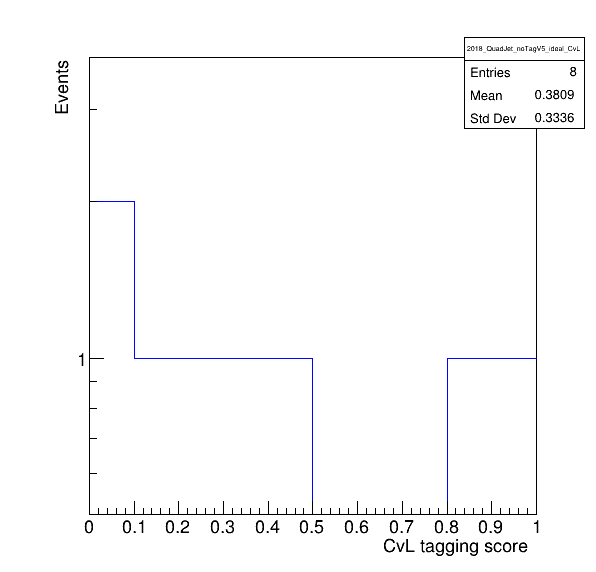 2018_QuadJet_noTagV5_ideal_CvL
Entries 8
Mean 0.3809
Std Dev 0.3336
Events
1
0 0.1 0.2 0.3 0.4 0.5 0.6 0.7 0.8 0.9 1
CvL tagging score